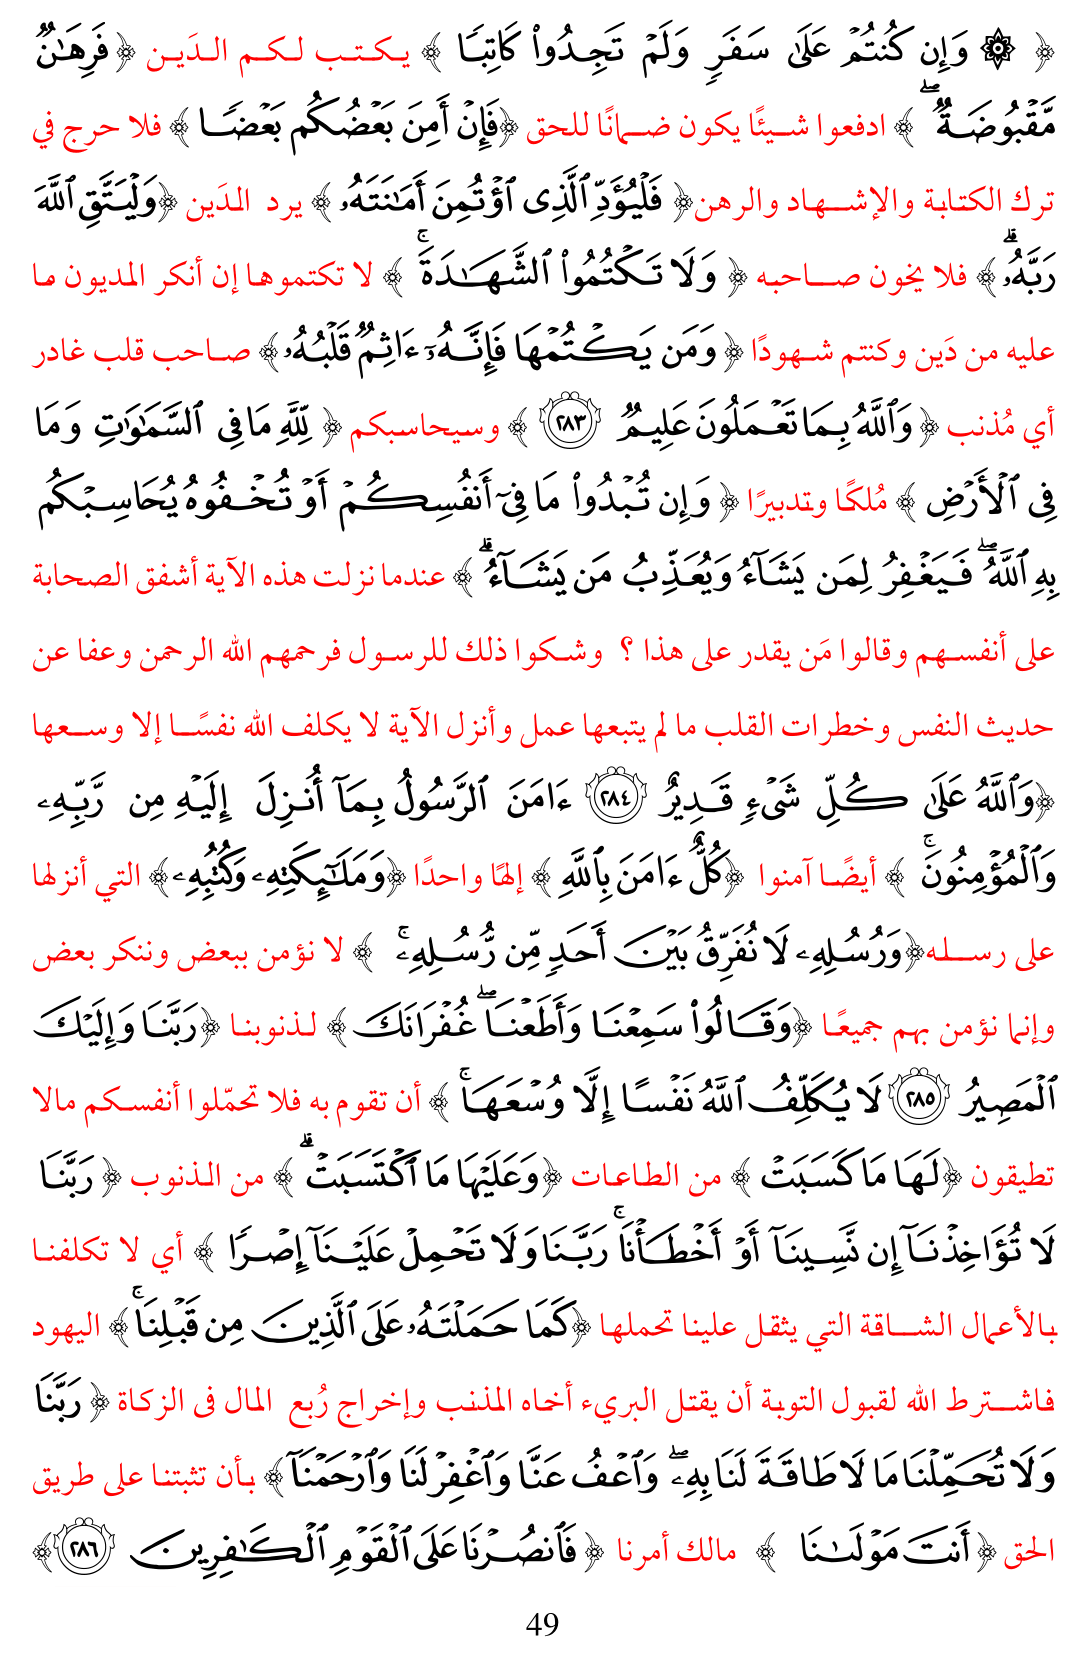 ﴿ ۞ وَإِن كُنتُمْ عَلَىٰ سَفَرٍ وَلَمْ تَجِدُوا۟ كَاتِبًا ﴾ يكتب لكم الدَين ﴿ فَرِهَـٰنٌ
مَّقْبُوضَةٌ ۖ ﴾ ادفعوا شيئًا يكون ضمانًا للحق ﴿فَإِنْ أَمِنَ بَعْضُكُم بَعْضًا ﴾ فلا حرج في
ترك الكتابة والإشهاد والرهن﴿ فَلْيُؤَدِّ ٱلَّذِى ٱؤْتُمِنَ أَمَـٰنَتَهُۥ ﴾ يرد المدَين ﴿وَلْيَتَّقِ ٱللَّهَ
رَبَّهُۥ ۗ﴾ فلا يخون صاحبه ﴿ وَلَا تَكْتُمُوا۟ ٱلشَّهَـٰدَةَ ۚ ﴾ لا تكتموها إن أنكر المديون ما
عليه من دَين وكنتم شهودًا ﴿ وَمَن يَكْتُمْهَا فَإِنَّهُۥٓ ءَاثِمٌ قَلْبُهُۥ﴾ صاحب قلب غادر
أي مُذنب ﴿ وَٱللَّهُ بِمَا تَعْمَلُونَ عَلِيمٌ ٢٨٣ ﴾ وسيحاسبكم ﴿ لِّلَّهِ مَا فِى ٱلسَّمَـٰوَٰتِ وَمَا
فِى ٱلْأَرْضِ ﴾ مُلكًا وتدبيرًا ﴿ وَإِن تُبْدُوا۟ مَا فِىٓ أَنفُسِكُمْ أَوْ تُخْفُوهُ يُحَاسِبْكُم
بِهِ ٱللَّهُ ۖ فَيَغْفِرُ لِمَن يَشَآءُ وَيُعَذِّبُ مَن يَشَآءُ ۗ ﴾ عندما نزلت هذه الآية أشفق الصحابة
على أنفسهم وقالوا مَن يقدر على هذا ؟ وشكوا ذلك للرسول فرحمهم الله الرحمن وعفا عن
حديث النفس وخطرات القلب ما لم يتبعها عمل وأنزل الآية لا يكلف الله نفسًا إلا وسعها
﴿وَٱللَّهُ عَلَىٰ كُلِّ شَىْءٍ قَدِيرٌ ٢٨٤ ءَامَنَ ٱلرَّسُولُ بِمَآ أُنزِلَ إِلَيْهِ مِن رَّبِّهِۦ
وَٱلْمُؤْمِنُونَ ۚ ﴾ أيضًا آمنوا ﴿كُلٌّ ءَامَنَ بِٱللَّهِ ﴾ إلهًا واحدًا ﴿وَمَلَـٰٓئِكَتِهِۦ وَكُتُبِهِۦ﴾ التي أنزلها
على رسله﴿وَرُسُلِهِۦ لَا نُفَرِّقُ بَيْنَ أَحَدٍ مِّن رُّسُلِهِۦ ۚ ﴾ لا نؤمن ببعض وننكر بعض
وإنما نؤمن بهم جميعًا ﴿وَقَالُوا۟ سَمِعْنَا وَأَطَعْنَا ۖ غُفْرَانَكَ ﴾ لذنوبنا ﴿رَبَّنَا وَإِلَيْكَ
ٱلْمَصِيرُ ٢٨٥ لَا يُكَلِّفُ ٱللَّهُ نَفْسًا إِلَّا وُسْعَهَا ۚ ﴾ أن تقوم به فلا تحمّلوا أنفسكم مالا
تطيقون ﴿لَهَا مَا كَسَبَتْ ﴾ من الطاعات ﴿وَعَلَيْهَا مَا ٱكْتَسَبَتْ ۗ ﴾ من الذنوب ﴿ رَبَّنَا
لَا تُؤَاخِذْنَآ إِن نَّسِينَآ أَوْ أَخْطَأْنَا ۚ رَبَّنَا وَلَا تَحْمِلْ عَلَيْنَآ إِصْرًا ﴾ أي لا تكلفنا
بالأعمال الشاقة التي يثقل علينا تحملها ﴿كَمَا حَمَلْتَهُۥ عَلَى ٱلَّذِينَ مِن قَبْلِنَا ۚ﴾ اليهود
فاشترط الله لقبول التوبة أن يقتل البريء أخاه المذنب وإخراج رُبع المال فى الزكاة ﴿ رَبَّنَا
وَلَا تُحَمِّلْنَا مَا لَا طَاقَةَ لَنَا بِهِۦ ۖ وَٱعْفُ عَنَّا وَٱغْفِرْ لَنَا وَٱرْحَمْنَآ﴾ بأن تثبتنا على طريق
الحق ﴿أَنتَ مَوْلَىٰنَا ﴾ مالك أمرنا ﴿ فَٱنصُرْنَا عَلَى ٱلْقَوْمِ ٱلْكَـٰفِرِينَ ٢٨٦﴾
49